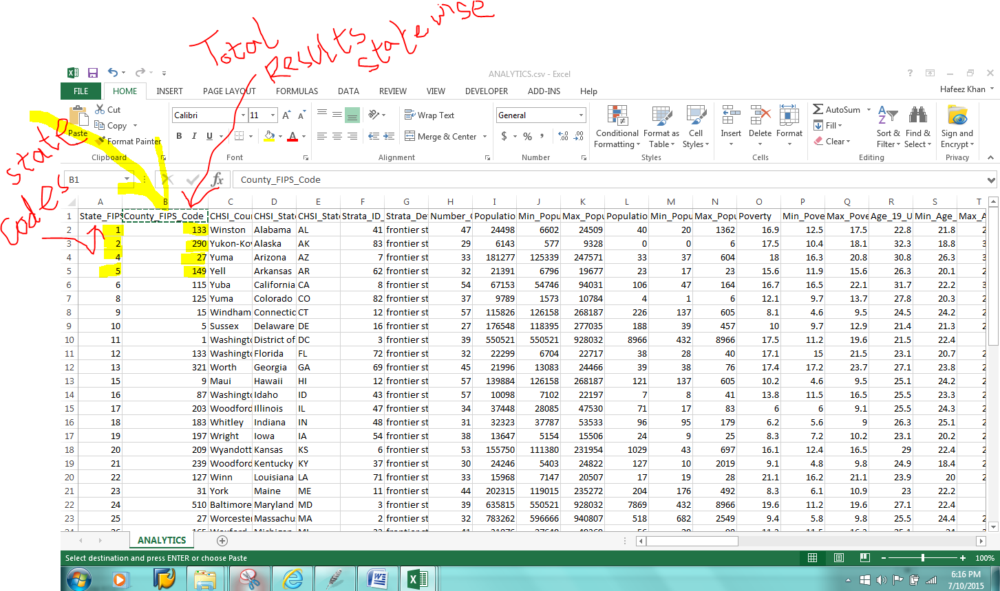 Total
Results
statewise
state
codes
ANALYTICS.csv - Excel
?
FILE HOME INSERT PAGE LAYOUT FORMULAS DATA REVIEW VIEW DEVELOPER ADD-INS Help
Hafeez Khan
Paste
Cut
Copy
Format Painter
Clipboard
Calibri 11
B I U
Font
Wrap Text
Merge & Center
Alignment
General
$ % ,
Number
Conditional Formatting
Format as Table
Cell Styles
Styles
Insert Delete Format
Cells
AutoSum
Fill
Clear
Sort & Filter
Find & Select
Editing
Sign and Encrypt
Privacy
B1 fx County_FIPS_Code
A B C D E F G H I J K L M N O P Q R S T
1 State_FIPS County_FIPS_Code CHSI_Cou CHSI_State CHSI_State Strata_ID_ Strata_De Number_C Populatio Min_Popu Max_Popu Populatio Min_Popu Max_Popu Poverty Min_Pove Max_Pove Age_19_U Min_Age_ Max_A
2 1 133 Winston Alabama AL 41 frontier st 47 24498 6602 24509 40 20 1362 16.9 12.5 17.5 22.8 21.8 2
3 2 290 Yukon-Ko Alaska AK 83 frontier st 29 6143 577 9328 0 0 6 17.5 10.4 18.1 32.3 18.8 3
4 4 27 Yuma Arizona AZ 7 frontier st 33 181277 125339 247571 33 37 604 18 16.3 20.8 30.8 26.3 3
5 5 149 Yell Arkansas AR 62 frontier st 32 21391 6796 19677 23 17 23 15.6 11.9 15.6 26.3 20.1 2
6 6 115 Yuba California CA 8 frontier st 54 67153 54746 94031 106 47 164 16.7 16.5 22.1 31.7 22.2 3
7 8 125 Yuma Colorado CO 82 frontier st 37 9789 1573 10784 4 1 6 12.1 9.7 13.7 27.8 20.3 2
8 9 15 Windham Connectic CT 12 frontier st 57 115826 126158 268187 226 137 605 8.1 4.6 9.5 24.5 24.2 2
9 10 5 Sussex Delaware DE 16 frontier st 27 176548 118395 277035 188 39 457 10 9.7 12.9 21.4 21.3 2
10 11 1 Washingt District of DC 3 frontier st 39 550521 550521 928032 8966 432 8966 17.5 11.2 19.6 21.5 22.4
11 12 133 Washingt Florida FL 72 frontier st 32 22299 6704 22717 38 28 40 17.1 15 21.5 23.1 20.7 2
12 13 321 Worth Georgia GA 69 frontier st 45 21996 13083 24466 39 38 76 17.4 17.2 23.7 27.1 23.8 2
13 15 9 Maui Hawaii HI 12 frontier st 57 139884 126158 268187 121 137 605 10.2 4.6 9.5 25.1 24.2 2
14 16 87 Washingt Idaho ID 43 frontier st 57 10098 7102 22197 7 8 41 13.8 11.5 16.5 25.5 23.3 2
15 17 203 Woodford Illinois IL 47 frontier st 34 37448 28085 47530 71 17 83 6 6 9.1 25.5 24.3 2
16 18 183 Whitley Indiana IN 48 frontier st 31 32323 37787 53533 96 95 179 6.2 5.6 9 26.3 25.1 2
17 19 197 Wright Iowa IA 54 frontier st 38 13647 5154 15506 24 9 25 8.3 7.2 10.2 23.1 20.2 2
18 20 209 Wyandott Kansas KS 6 frontier st 53 155750 111380 231954 1029 43 697 16.1 12.4 16.5 29 22.4 2
19 21 239 Woodford Kentucky KY 37 frontier st 30 24246 5403 24822 127 10 2019 9.1 4.8 9.8 24.9 18.4 2
20 22 127 Winn Louisiana LA 71 frontier st 33 15968 7147 20507 17 19 28 21.1 16.2 21.1 23.9 20 2
21 23 31 York Maine ME 11 frontier st 44 202315 119015 235272 204 176 492 8.3 6.1 10.9 23 22.2
22 24 510 Baltimore Maryland MD 3 frontier st 39 635815 550521 928032 7869 432 8966 19.6 11.2 19.6 27.1 22.4
23 25 27 Worcester Massachu MA 2 frontier st 32 783262 596666 940807 518 682 2549 9.4 5.8 9.8 25.5 24.4 2
ANALYTICS
Select destination and press ENTER or choose Paste
100%
6:16 PM
7/10/2015